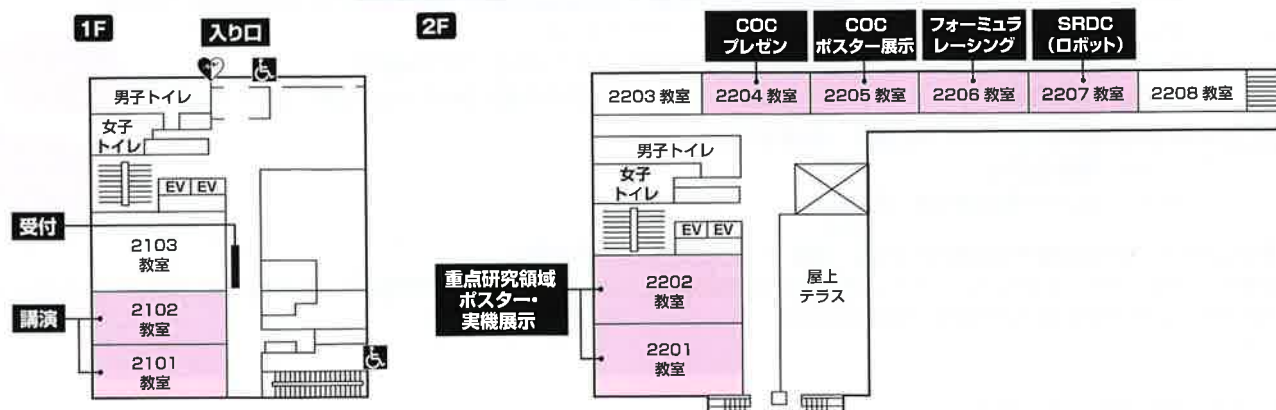 1F
入り口
男子トイレ
女子
トイレ
EV EV
受付
2103
教室
講演
2102
教室
2101
教室
2F
COC
プレゼン
COC
ポスター展示
フォーミュラ
レーシング
SRDC
（ロボット）
2203 教室
2204 教室
2205 教室
2206 教室
2207 教室
2208 教室
男子トイレ
女子
トイレ
EV EV
重点研究領域
ポスター・
実機展示
2202
教室
2201
教室
屋上
テラス